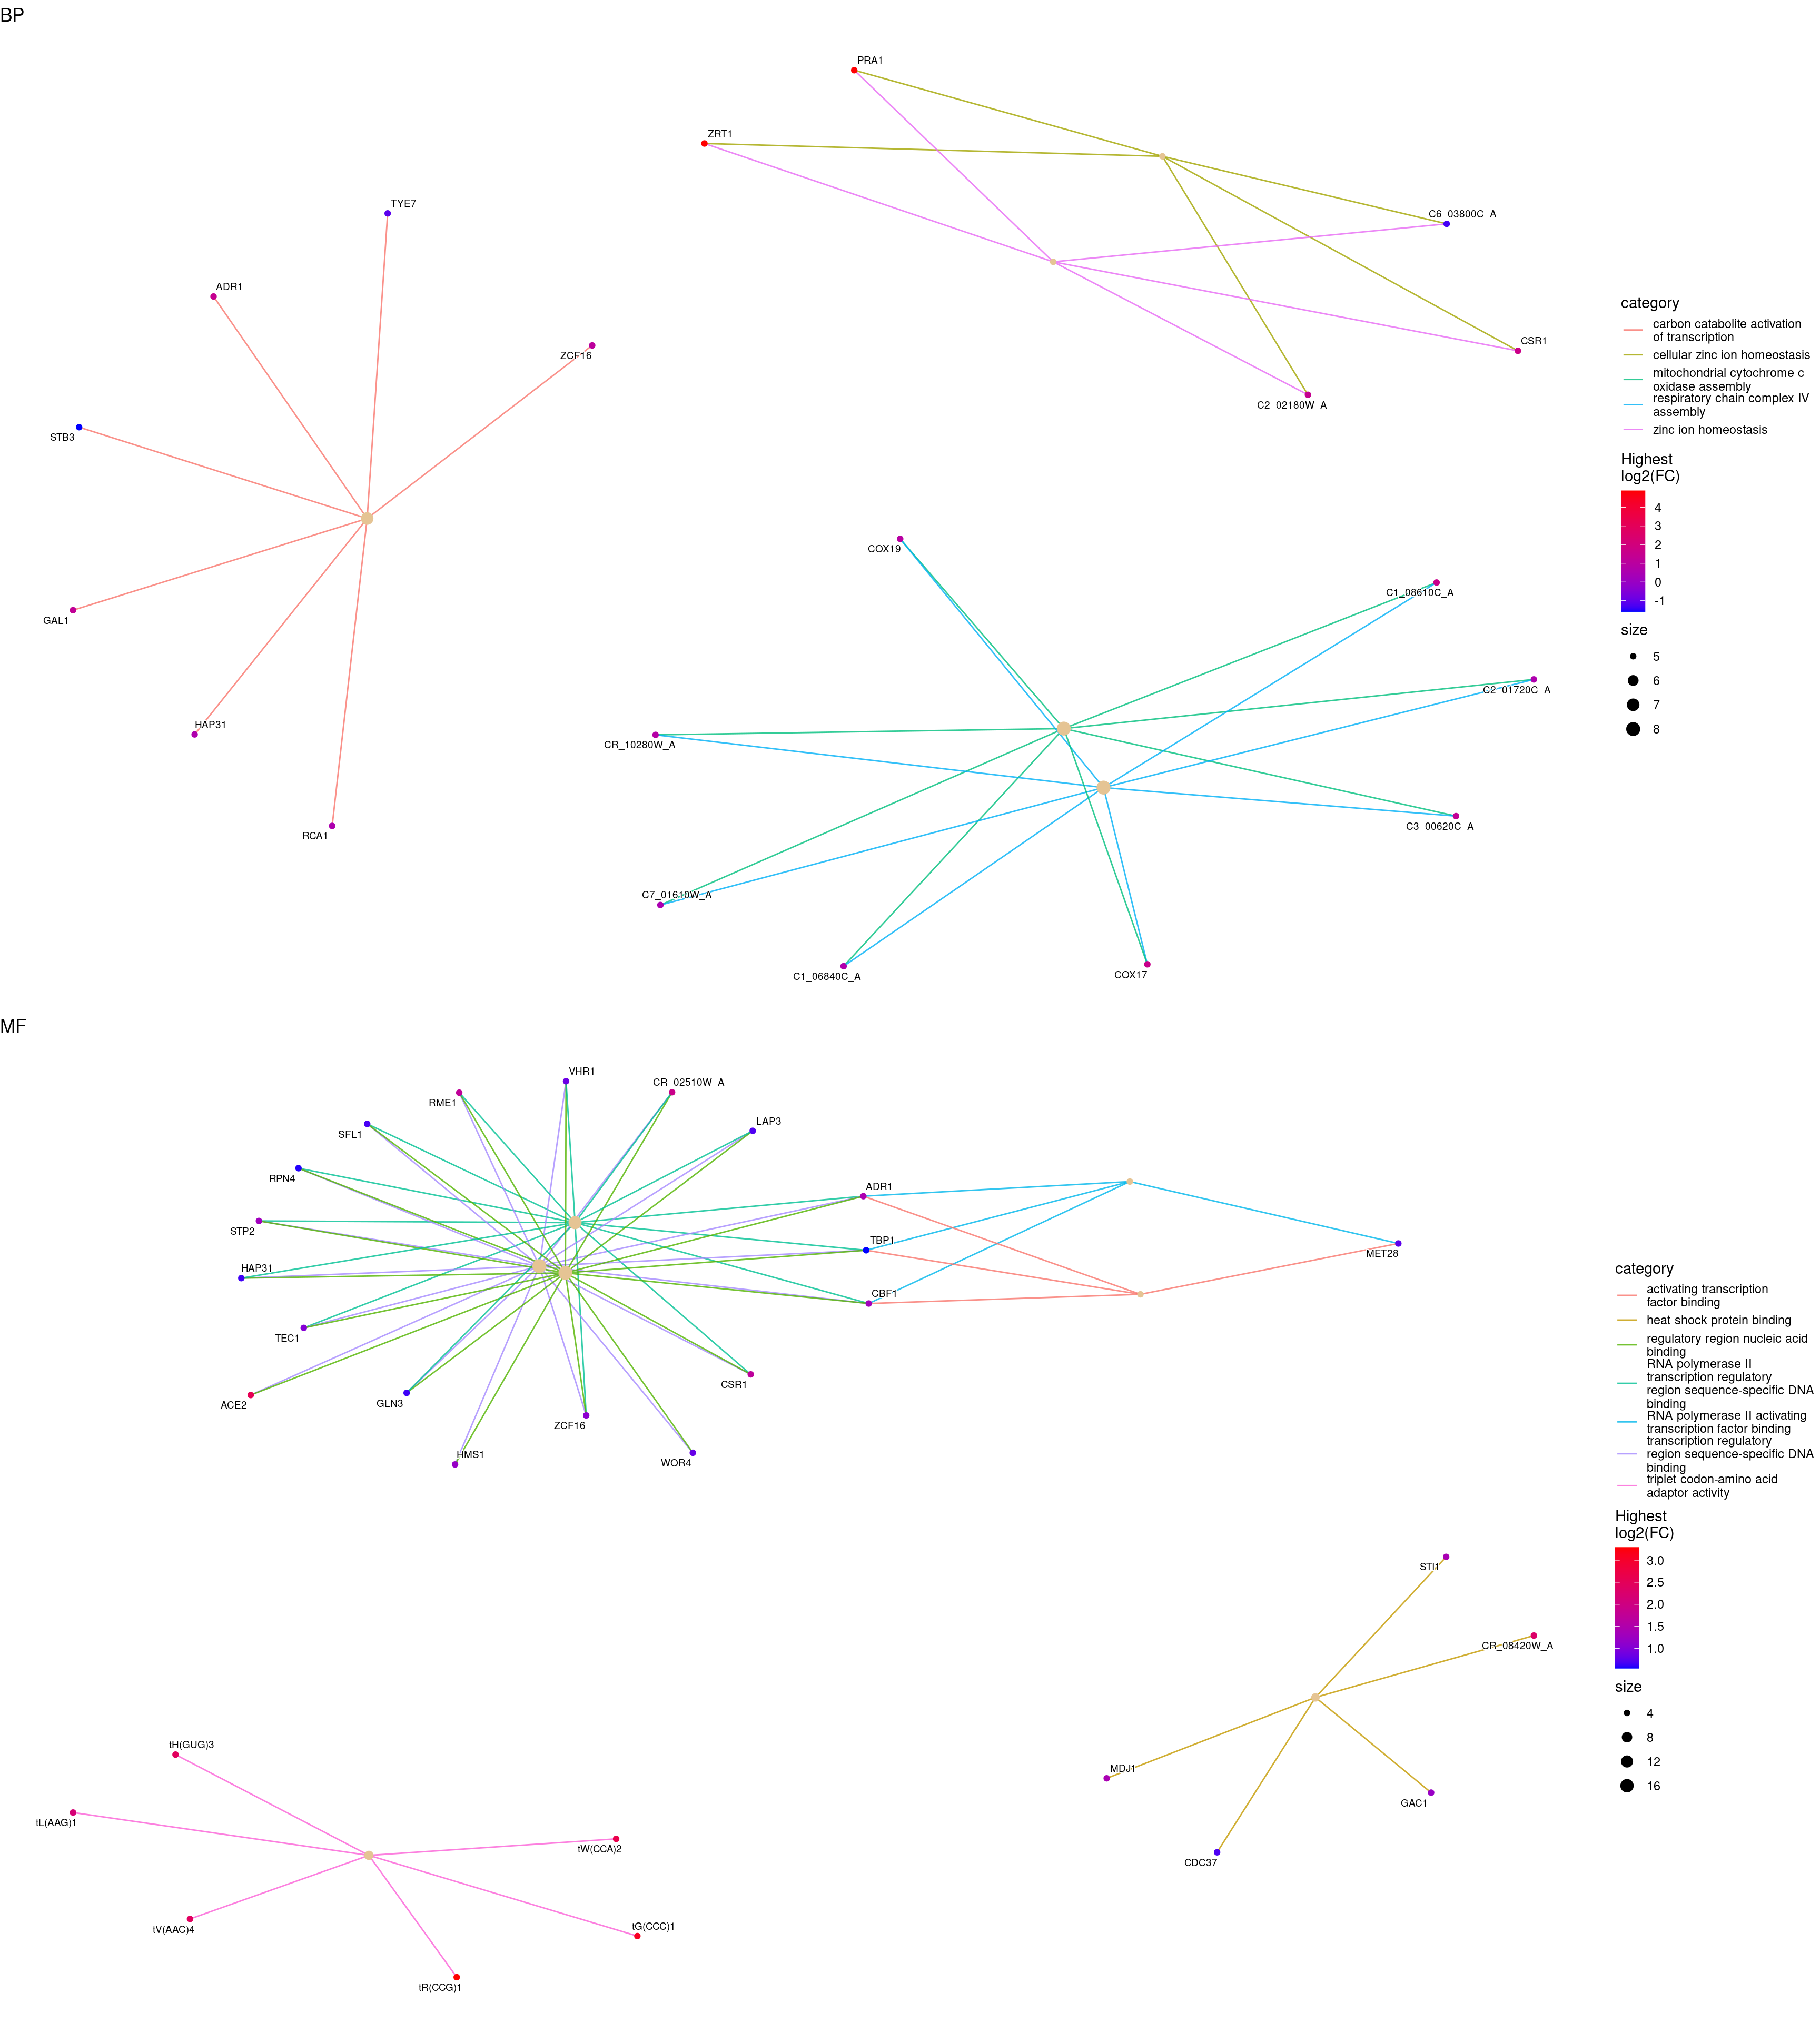 BP
PRA1
ZRT1
TYE7
C6_03800C_A
ADR1
CSR1
ZCF16
C2_02180W_A
STB3
COX19
C1_08610C_A
GAL1
C2_01720C_A
HAP31
CR_10280W_A
C3_00620C_A
RCA1
C7_01610W_A
C1_06840C_A
COX17
category
carbon catabolite activation
of transcription
cellular zinc ion homeostasis
mitochondrial cytochrome c
oxidase assembly
respiratory chain complex IV
assembly
zinc ion homeostasis
Highest
log2(FC)
4
3
2
1
0
-1
size
5
6
7
8
MF
VHR1
CR_02510W_A
RME1
LAP3
SFL1
RPN4
ADR1
STP2
TBP1
MET28
HAP31
CBF1
TEC1
CSR1
ACE2
GLN3
ZCF16
HMS1
WOR4
STI1
CR_08420W_A
tH(GUG)3
MDJ1
GAC1
tL(AAG)1
tW(CCA)2
CDC37
tV(AAC)4
tG(CCC)1
tR(CCG)1
category
activating transcription
factor binding
heat shock protein binding
regulatory region nucleic acid
binding
RNA polymerase II
transcription regulatory
region sequence-specific DNA
binding
RNA polymerase II activating
transcription factor binding
transcription regulatory
region sequence-specific DNA
binding
triplet codon-amino acid
adaptor activity
Highest
log2(FC)
3.0
2.5
2.0
1.5
1.0
size
4
8
12
16